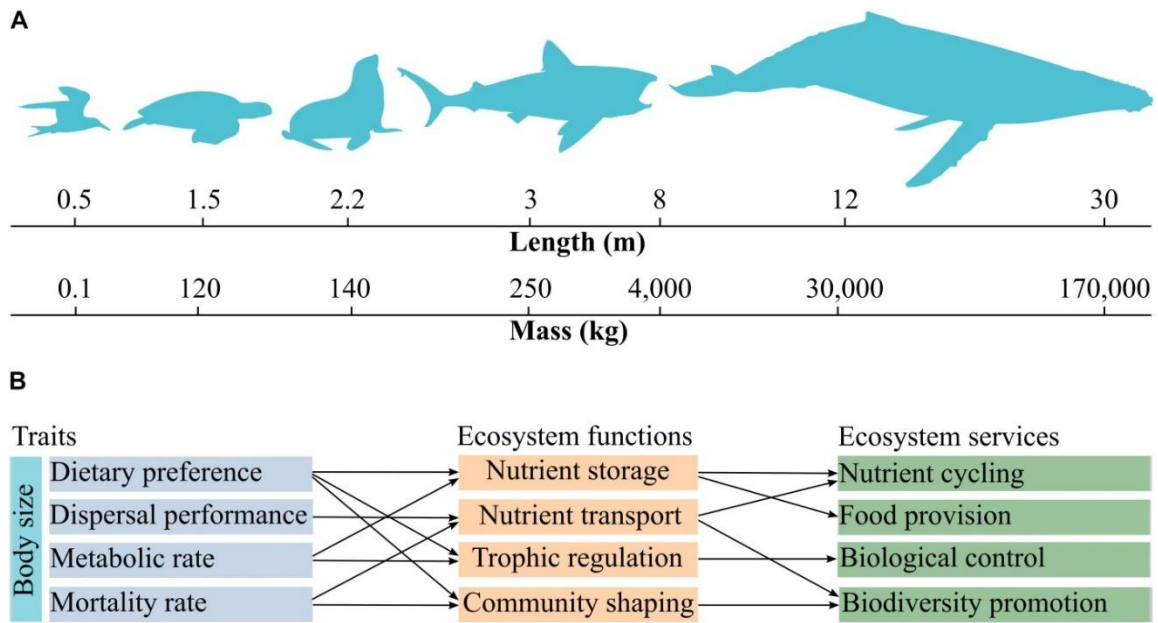 A
0.5 1.5 2.2 3 8 12 30
Length (m)
0.1 120 140 250 4,000 30,000 170,000
Mass (kg)
B
Traits Ecosystem functions Ecosystem services
Body size
Dietary preference Nutrient storage Nutrient cycling
Dispersal performance Nutrient transport Food provision
Metabolic rate Trophic regulation Biological control
Mortality rate Community shaping Biodiversity promotion